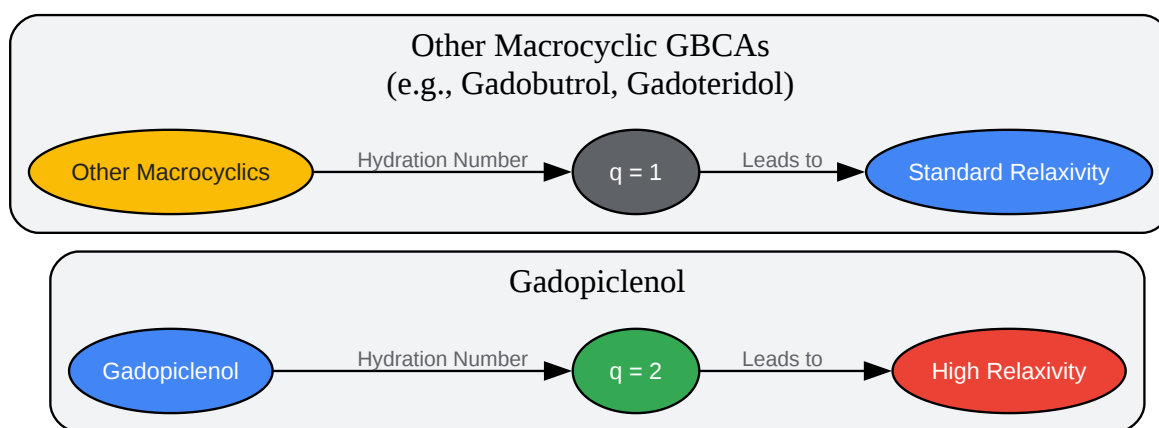 Other Macrocyclic GBCAs
(e.g., Gadobutrol, Gadoteridol)
Other Macrocyclics
Hydration Number
q = 1
Leads to
Standard Relaxivity
Gadopiclenol
Gadopiclenol
Hydration Number
q = 2
Leads to
High Relaxivity